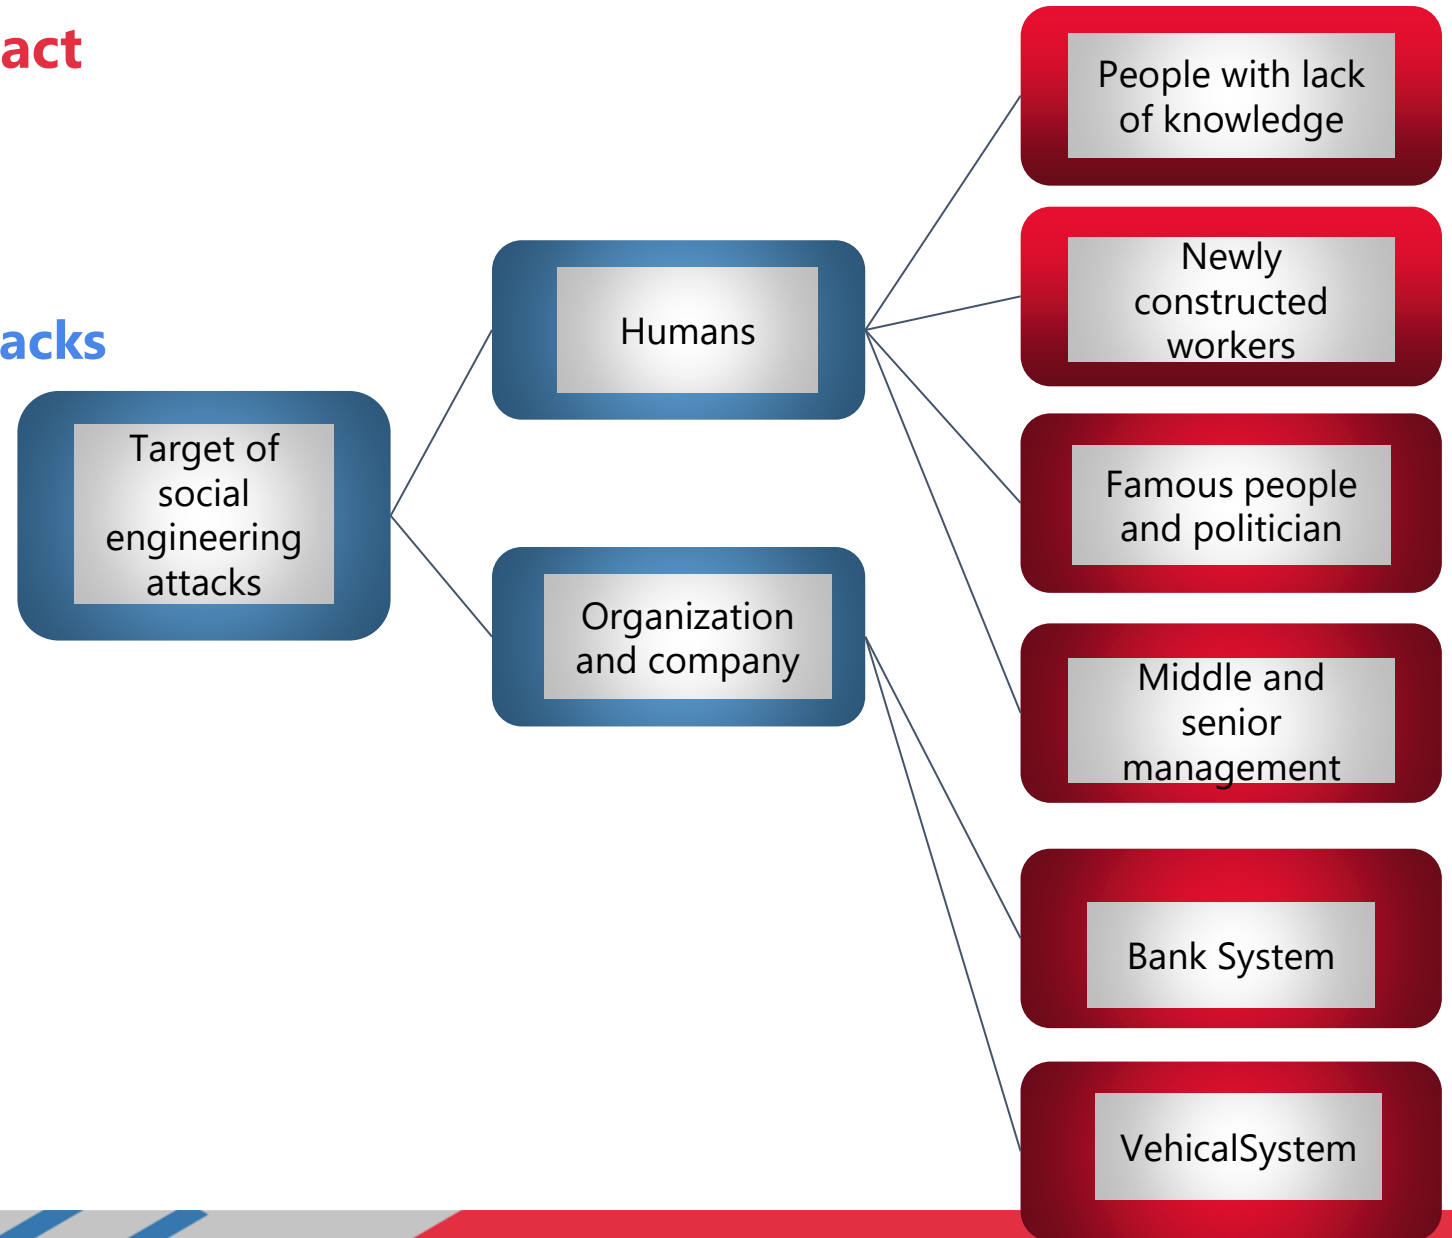 act
acks
Target of
social
engineering
attacks
Humans
Organization
and company
People with lack
of knowledge
Newly
constructed
workers
Famous people
and politician
Middle and
senior
management
Bank System
VehicalSystem